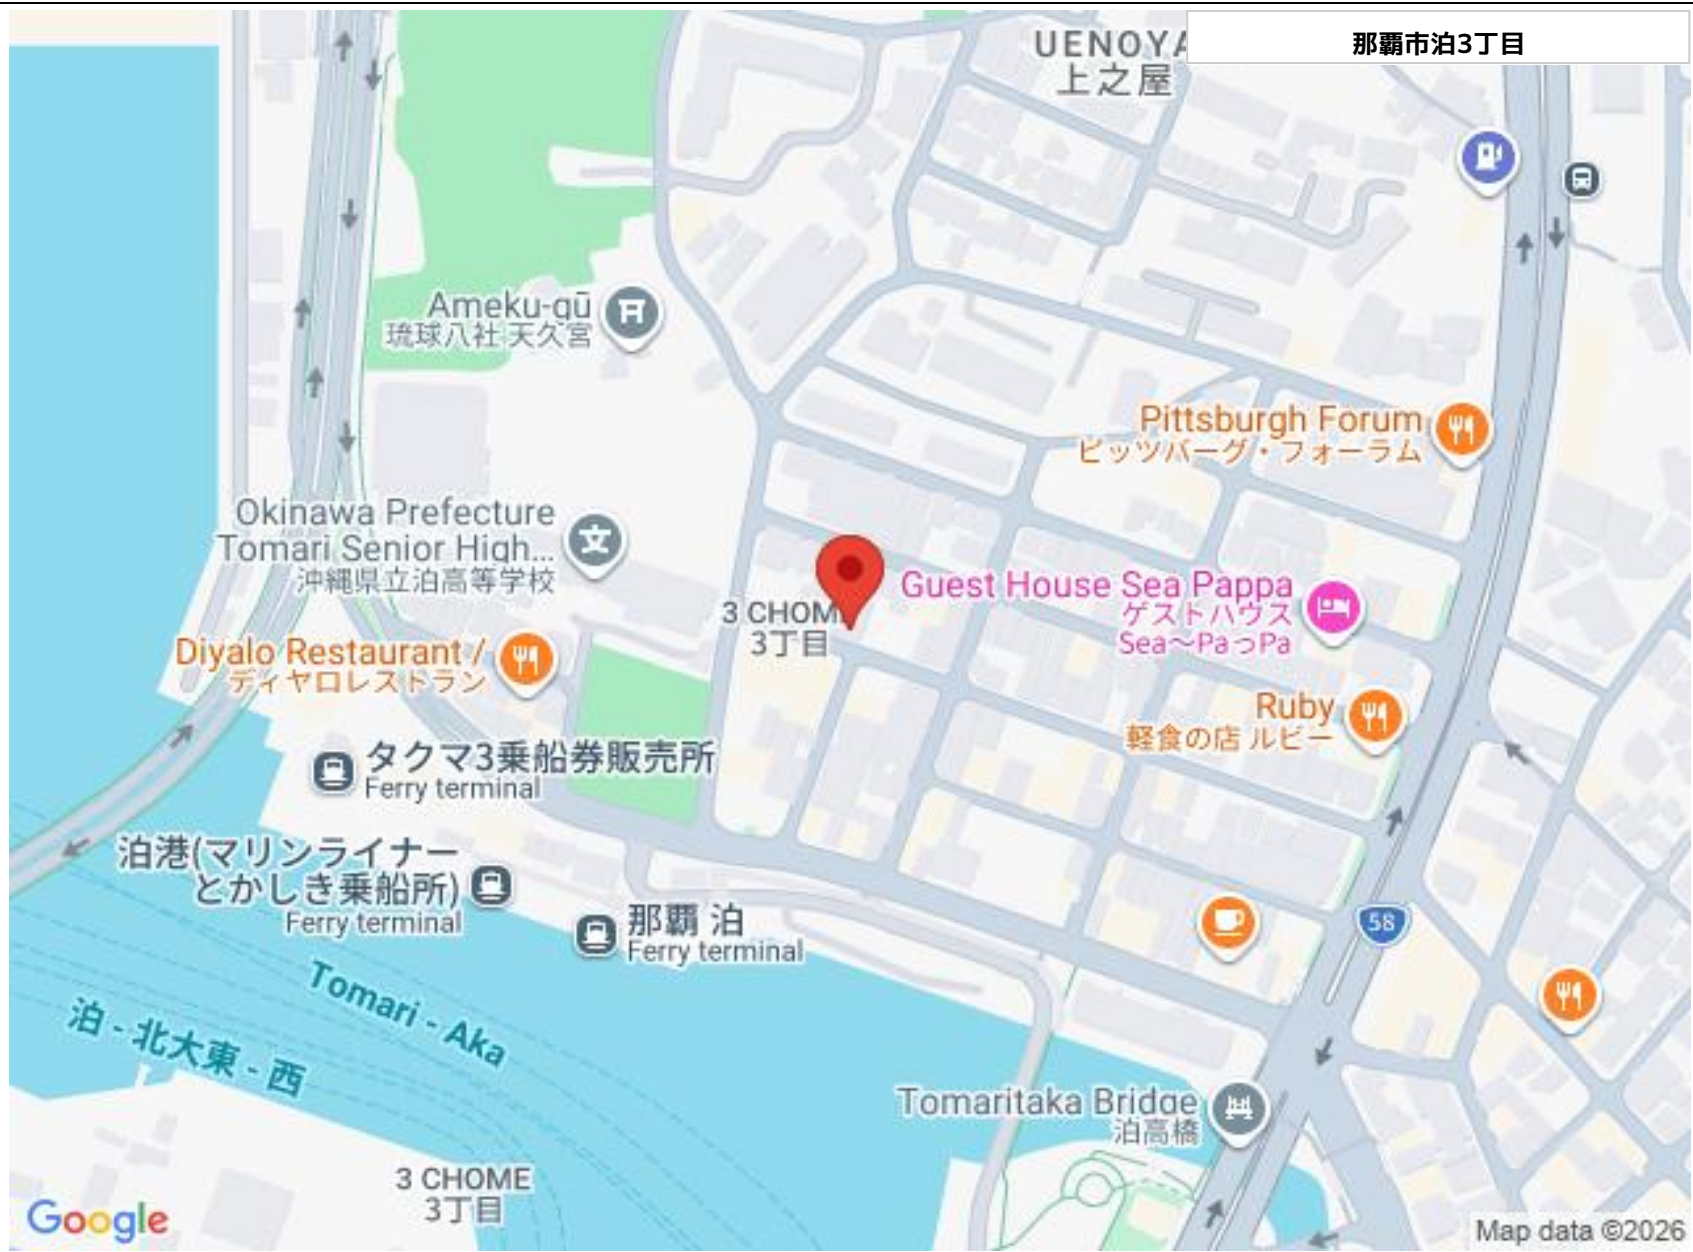 那覇市泊3丁目
UENOYA
上之屋
Ameku-gū
琉球八社 天久宮
Pittsburgh Forum
ピッツバーグ・フォーラム
Okinawa Prefecture
Tomari Senior High...
沖縄県立泊高等学校
Guest House Sea Pappa
ゲストハウス
Sea〜PaっPa
3 CHOM
3丁目
Diyalo Restaurant /
ディヤロレストラン
Ruby
軽食の店 ルビー
タクマ3乗船券販売所
Ferry terminal
泊港(マリンライナー
とかしき乗船所)
Ferry terminal
那覇 泊
Ferry terminal
58
Tomari - Aka
泊 - 北大東 - 西
Tomaritaka Bridge
泊高橋
3 CHOME
3丁目
Google
Map data ©2026